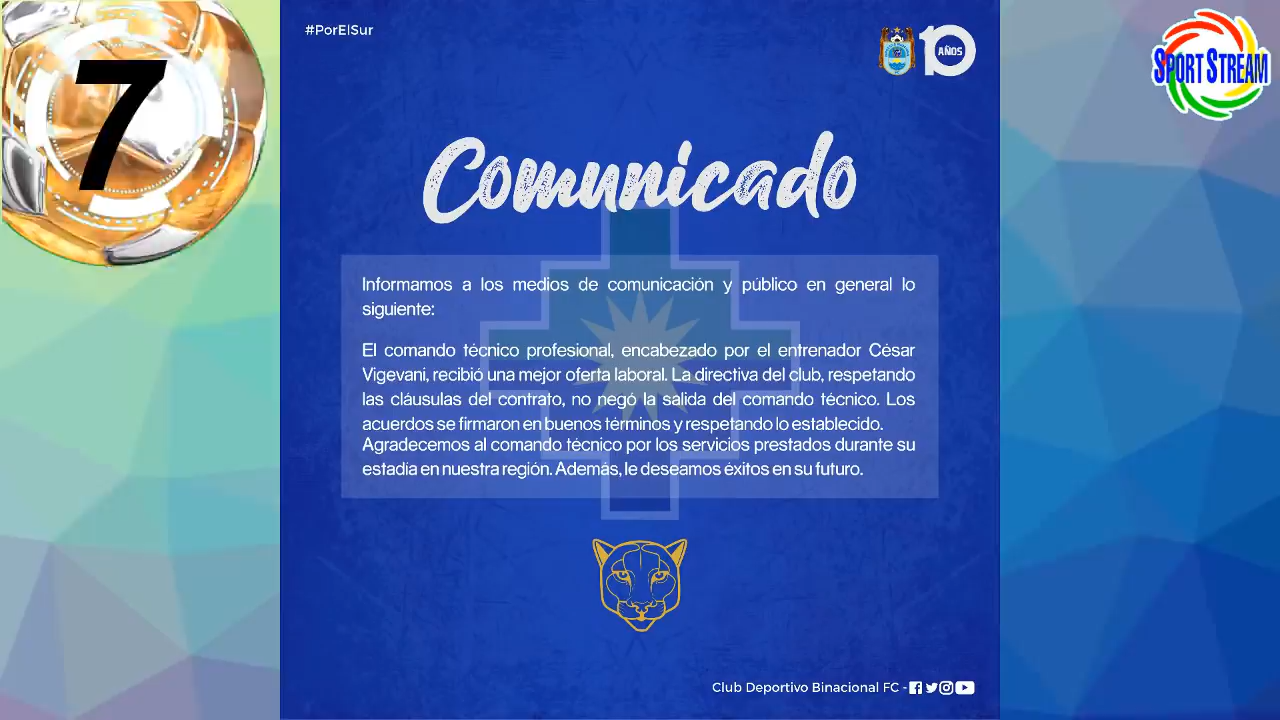 7
#PorElSur
10 AÑOS
SPORT STREAM
Comunicado
Informamos a los medios de comunicación y público en general lo
siguiente:
El comando técnico profesional, encabezado por el entrenador César
Vigevani, recibió una mejor oferta laboral. La directiva del club, respetando
las cláusulas del contrato, no negó la salida del comando técnico. Los
acuerdos se firmaron en buenos términos y respetando lo establecido.
Agradecemos al comando técnico por los servicios prestados durante su
estadía en nuestra región. Además, le deseamos éxitos en su futuro.
Club Deportivo Binacional FC -